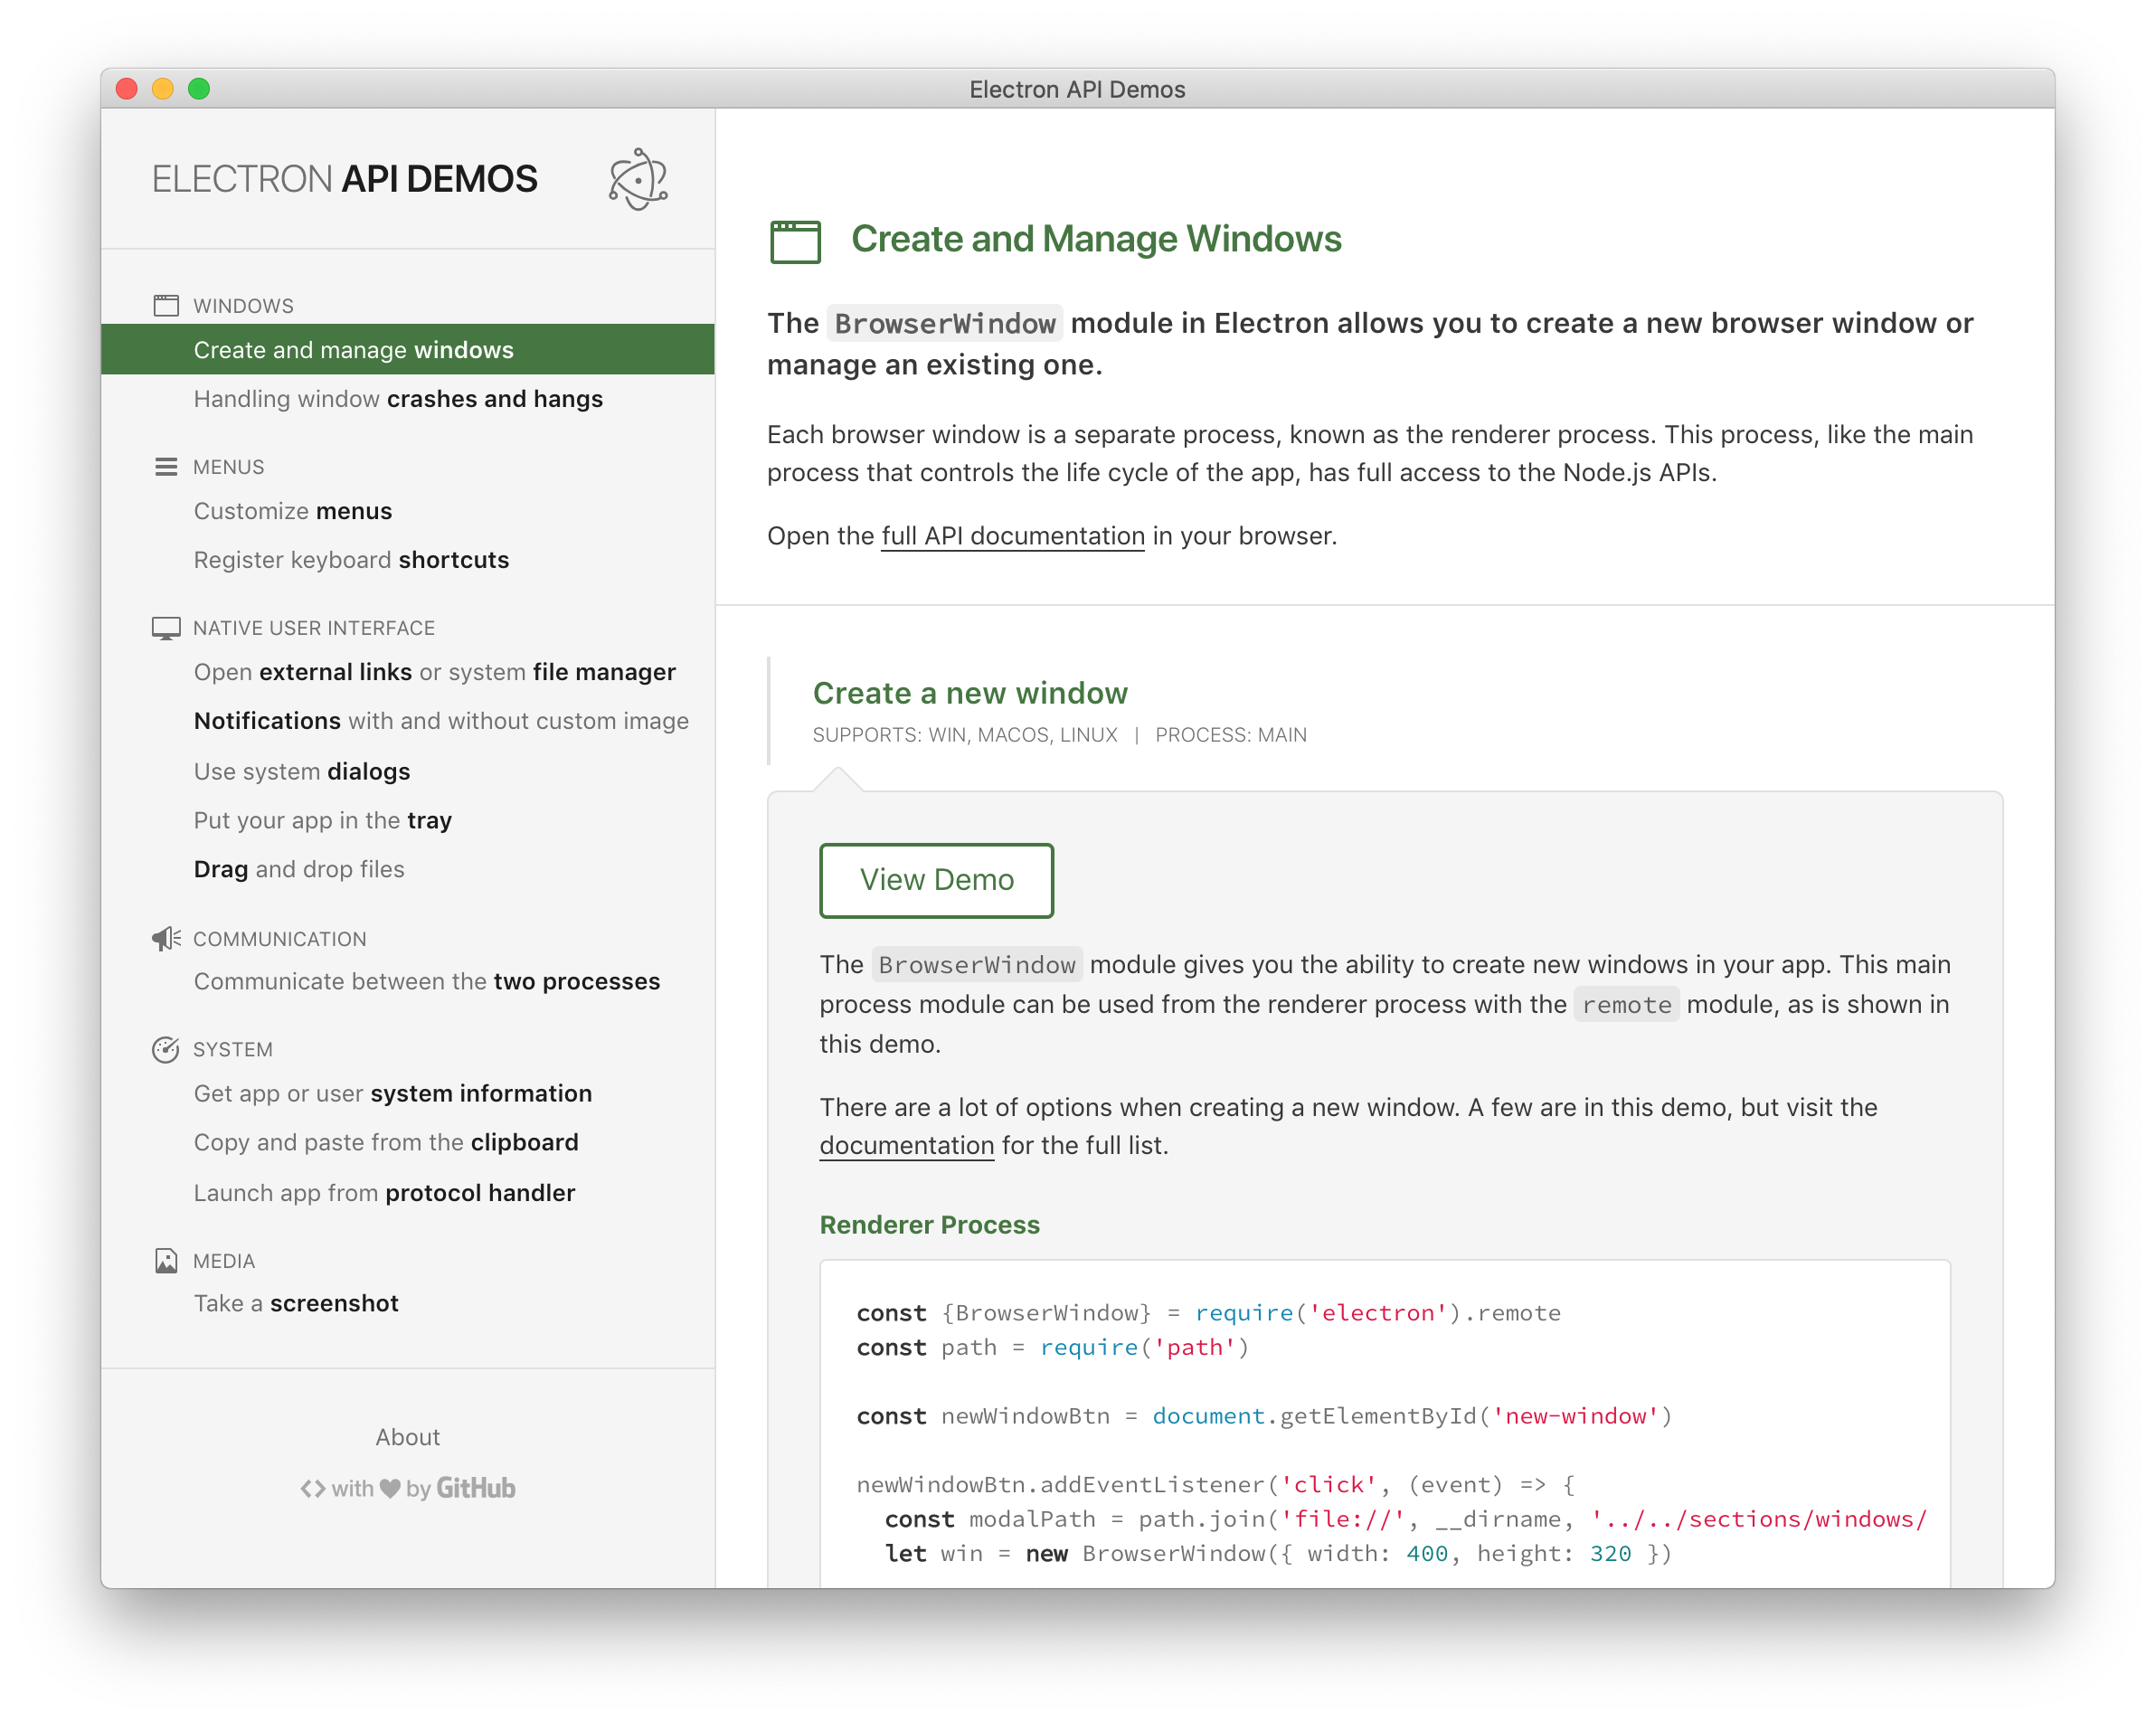 Electron API Demos
ELECTRON API DEMOS
WINDOWS
Create and manage windows
Handling window crashes and hangs
MENUS
Customize menus
Register keyboard shortcuts
NATIVE USER INTERFACE
Open external links or system file manager
Notifications with and without custom image
Use system dialogs
Put your app in the tray
Drag and drop files
COMMUNICATION
Communicate between the two processes
SYSTEM
Get app or user system information
Copy and paste from the clipboard
Launch app from protocol handler
MEDIA
Take a screenshot
About
<> with ♥ by GitHub
Create and Manage Windows
The BrowserWindow module in Electron allows you to create a new browser window or
manage an existing one.
Each browser window is a separate process, known as the renderer process. This process, like the main
process that controls the life cycle of the app, has full access to the Node.js APIs.
Open the full API documentation in your browser.
Create a new window
SUPPORTS: WIN, MACOS, LINUX | PROCESS: MAIN
View Demo
The BrowserWindow module gives you the ability to create new windows in your app. This main
process module can be used from the renderer process with the remote module, as is shown in
this demo.
There are a lot of options when creating a new window. A few are in this demo, but visit the
documentation for the full list.
Renderer Process
const {BrowserWindow} = require('electron').remote
const path = require('path')
const newWindowBtn = document.getElementById('new-window')
newWindowBtn.addEventListener('click', (event) => {
  const modalPath = path.join('file://', __dirname, '../../sections/windows/
  let win = new BrowserWindow({ width: 400, height: 320 })